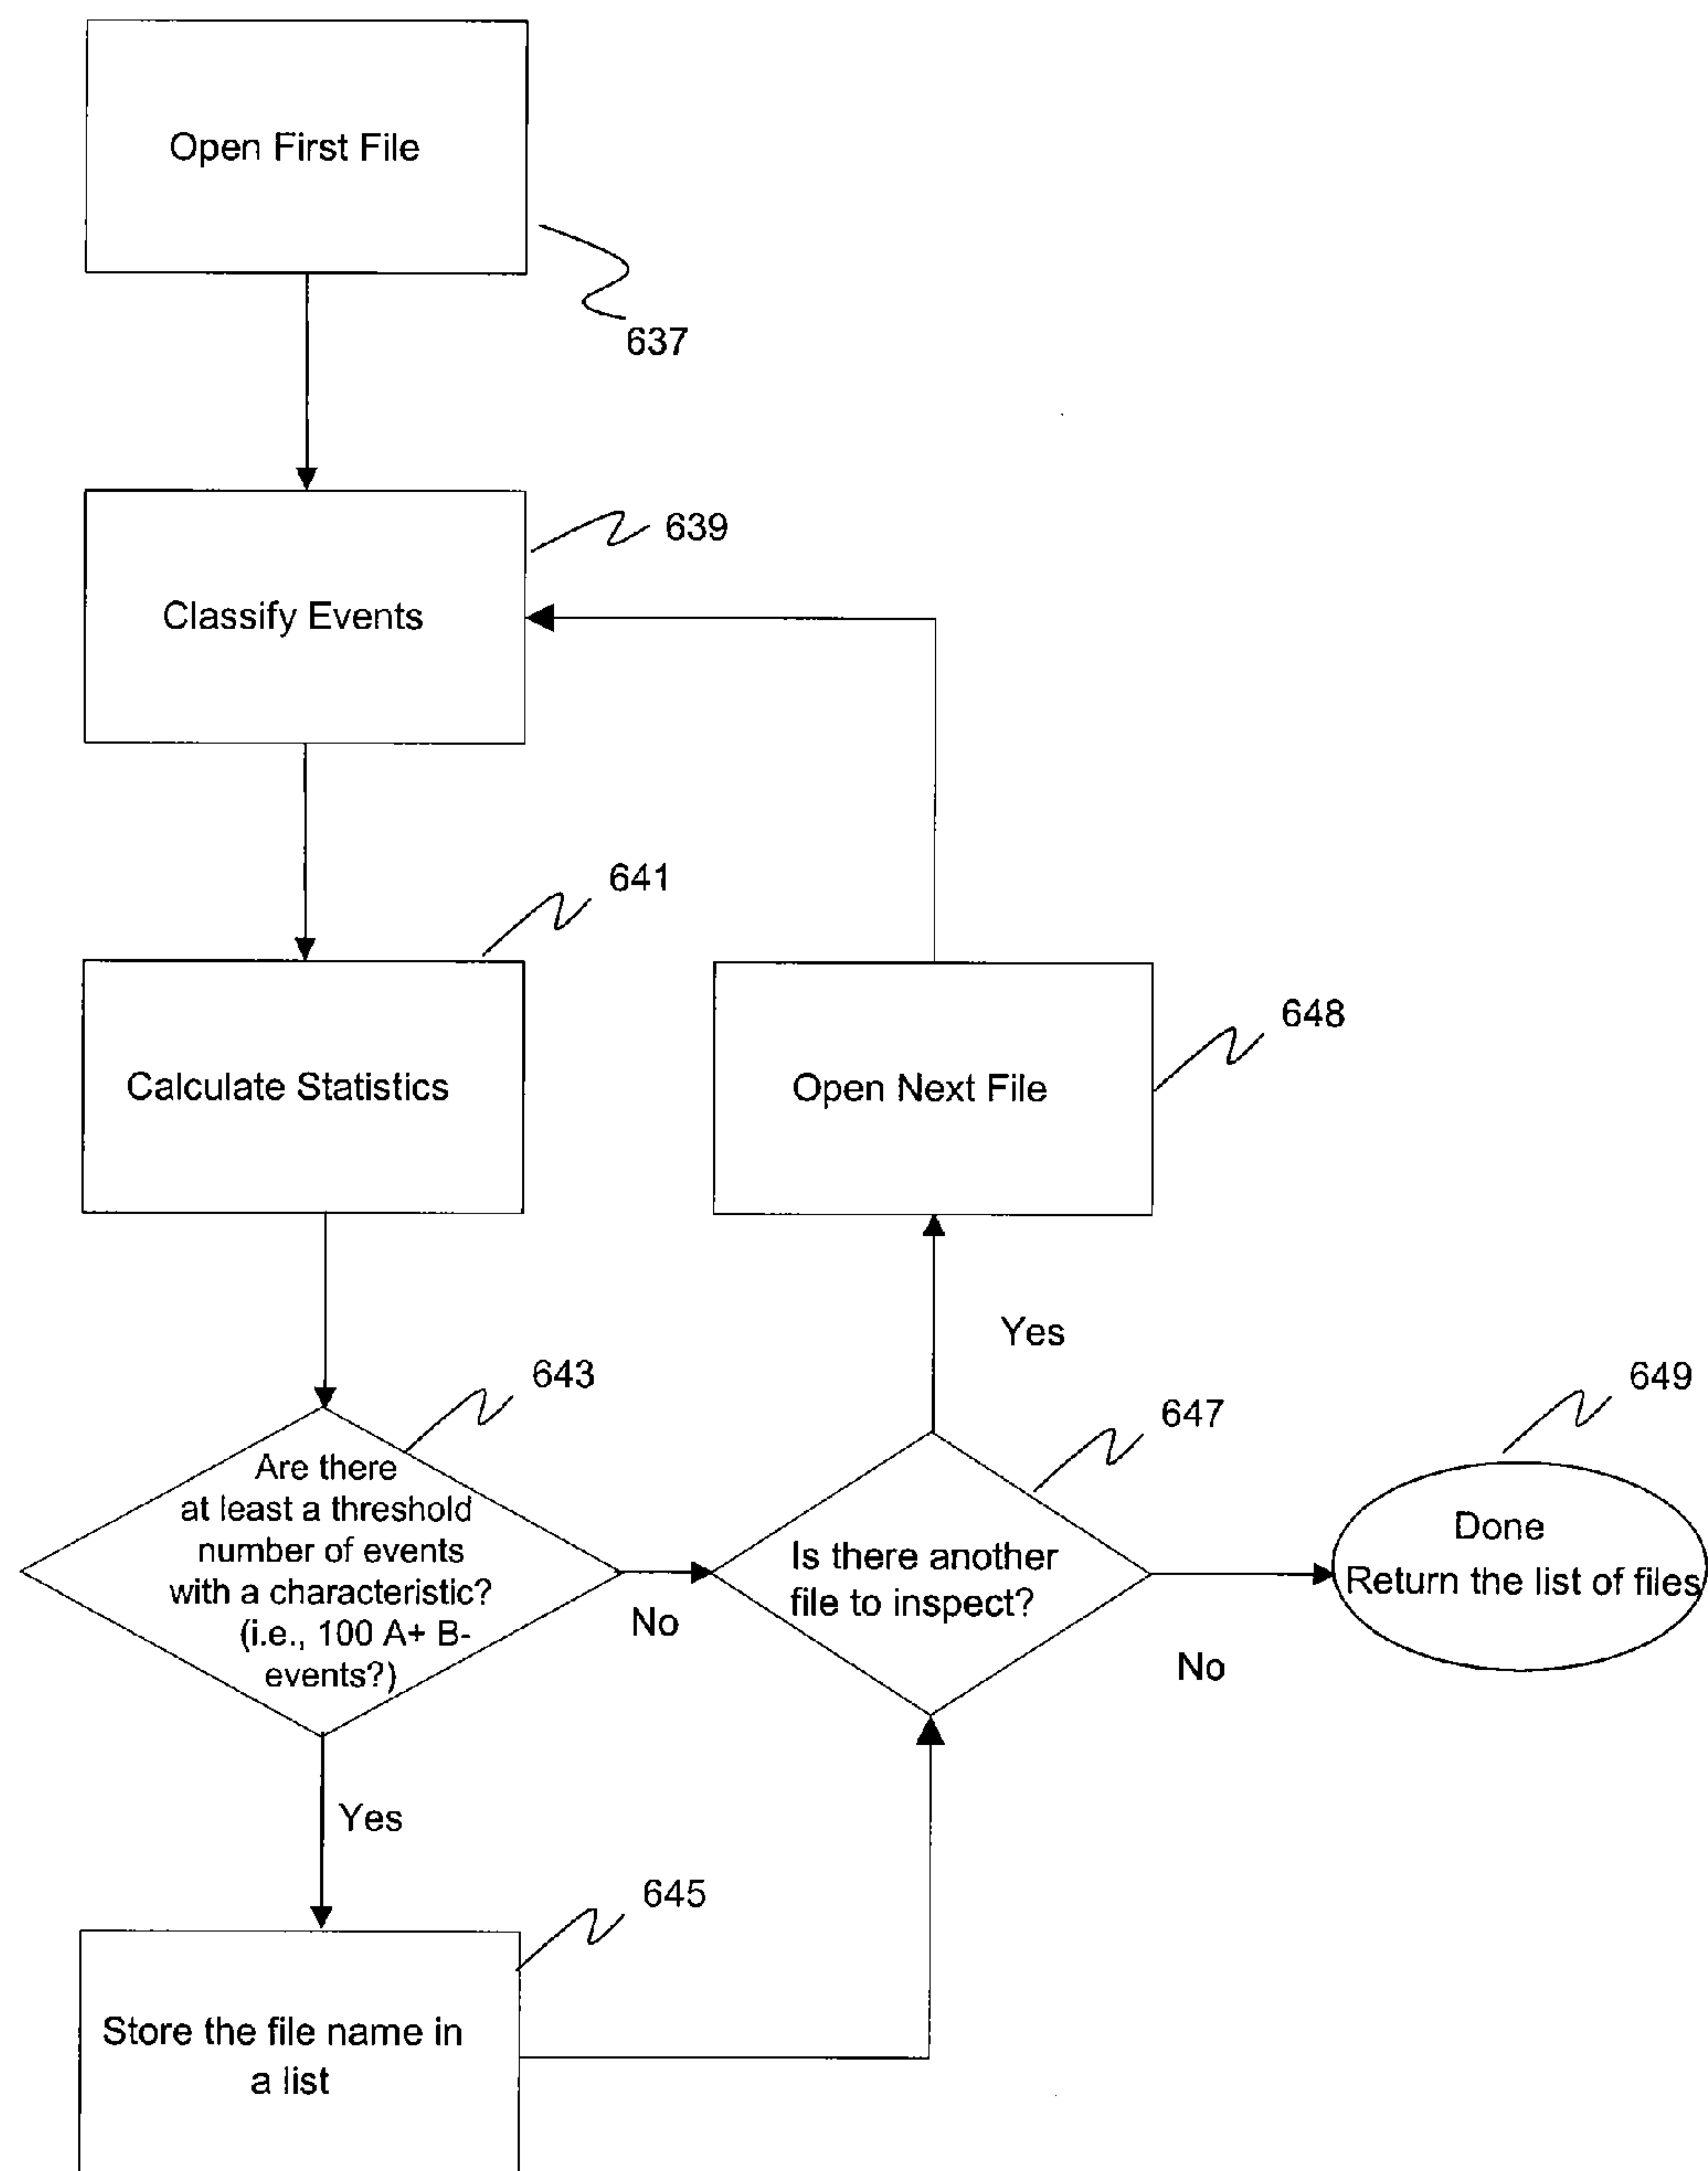 Open First File
637
639
Classify Events
641
Calculate Statistics
648
Open Next File
Yes
643
Are there
at least a threshold
number of events
with a characteristic?
(i.e., 100 A+ B-
events?)
No
647
Is there another
file to inspect?
No
649
Done
Return the list of files
Yes
645
Store the file name in
a list